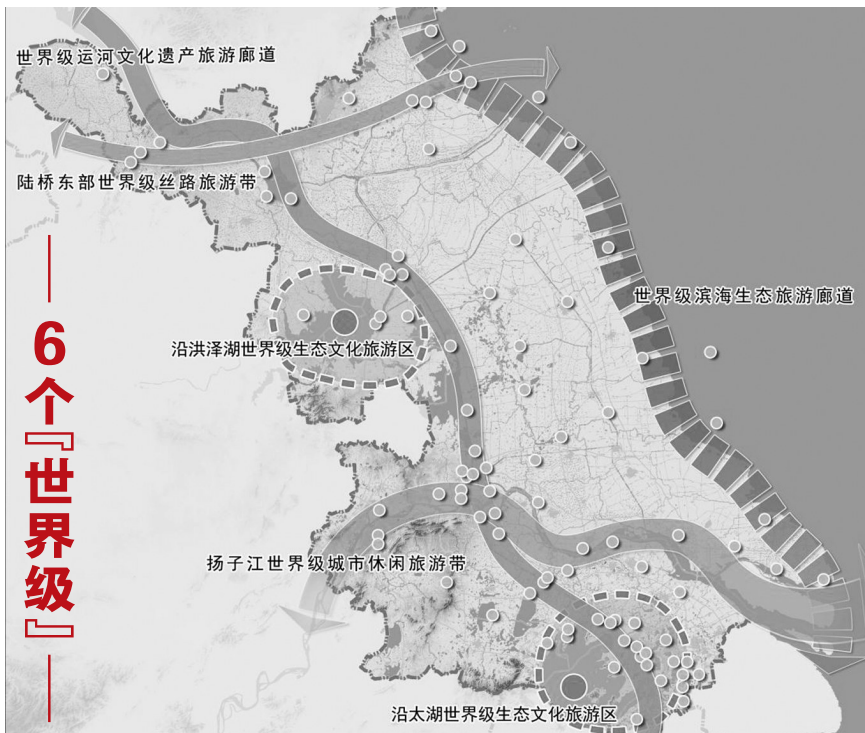 世界级运河文化遗产旅游廊道
陆桥东部世界级丝路旅游带
世界级滨海生态旅游廊道
沿洪泽湖世界级生态文化旅游区
6个『世界级』
扬子江世界级城市休闲旅游带
沿太湖世界级生态文化旅游区